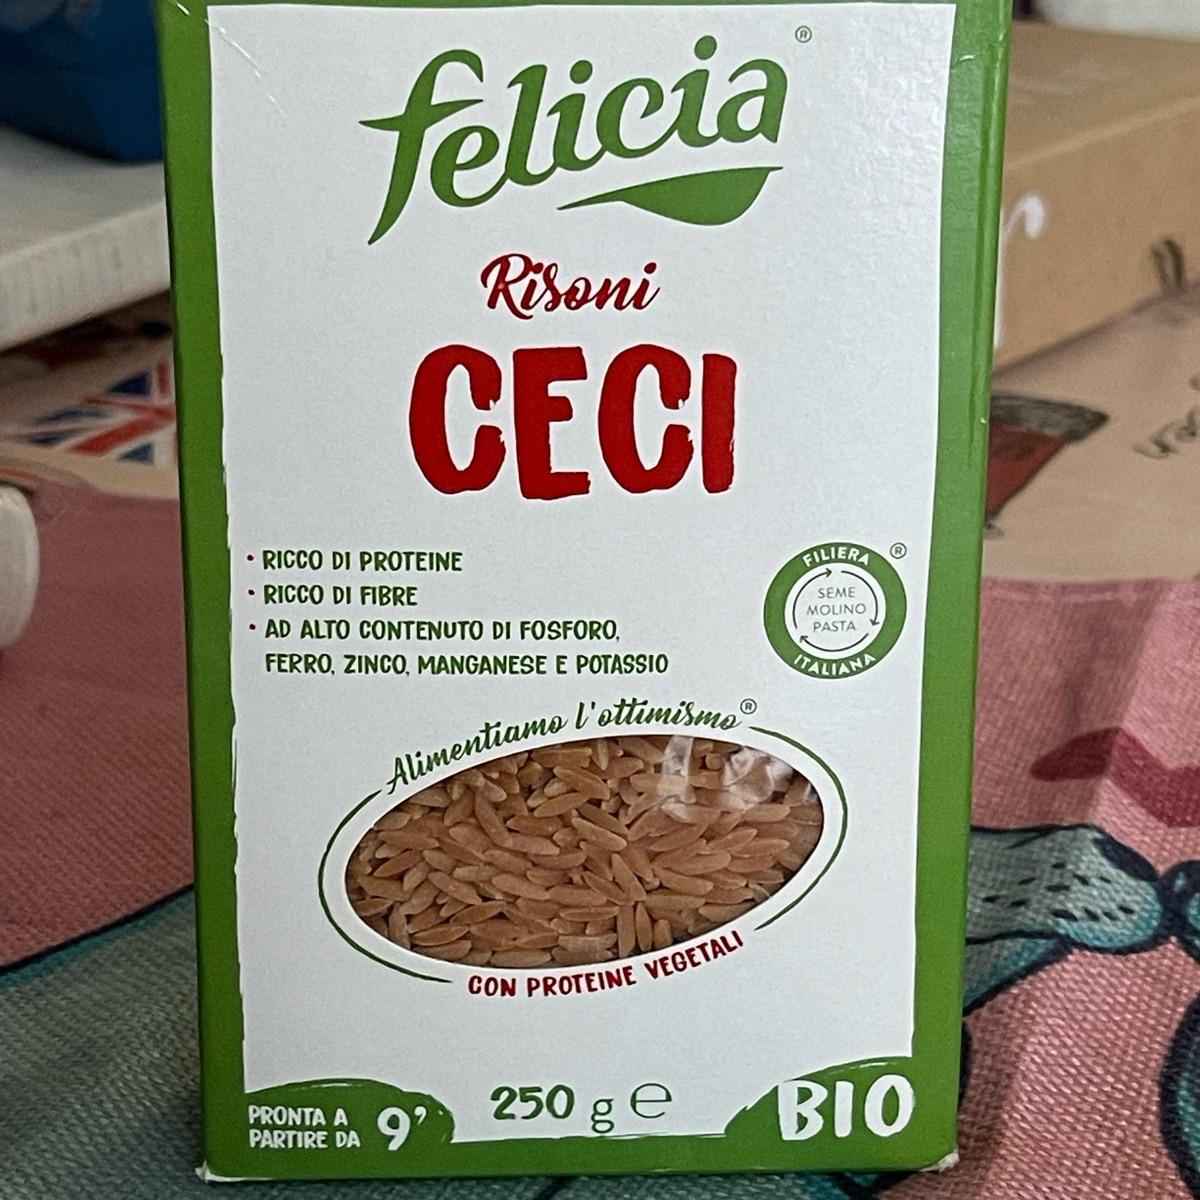 felicia®
Risoni
CECI
• RICCO DI PROTEINE
• RICCO DI FIBRE
• AD ALTO CONTENUTO DI FOSFORO,
FERRO, ZINCO, MANGANESE E POTASSIO
FILIERA ®
SEME
MOLINO
PASTA
ITALIANA
Alimentiamo l'ottimismo®
CON PROTEINE VEGETALI
PRONTA A
PARTIRE DA 9'
250 g ℮
BIO